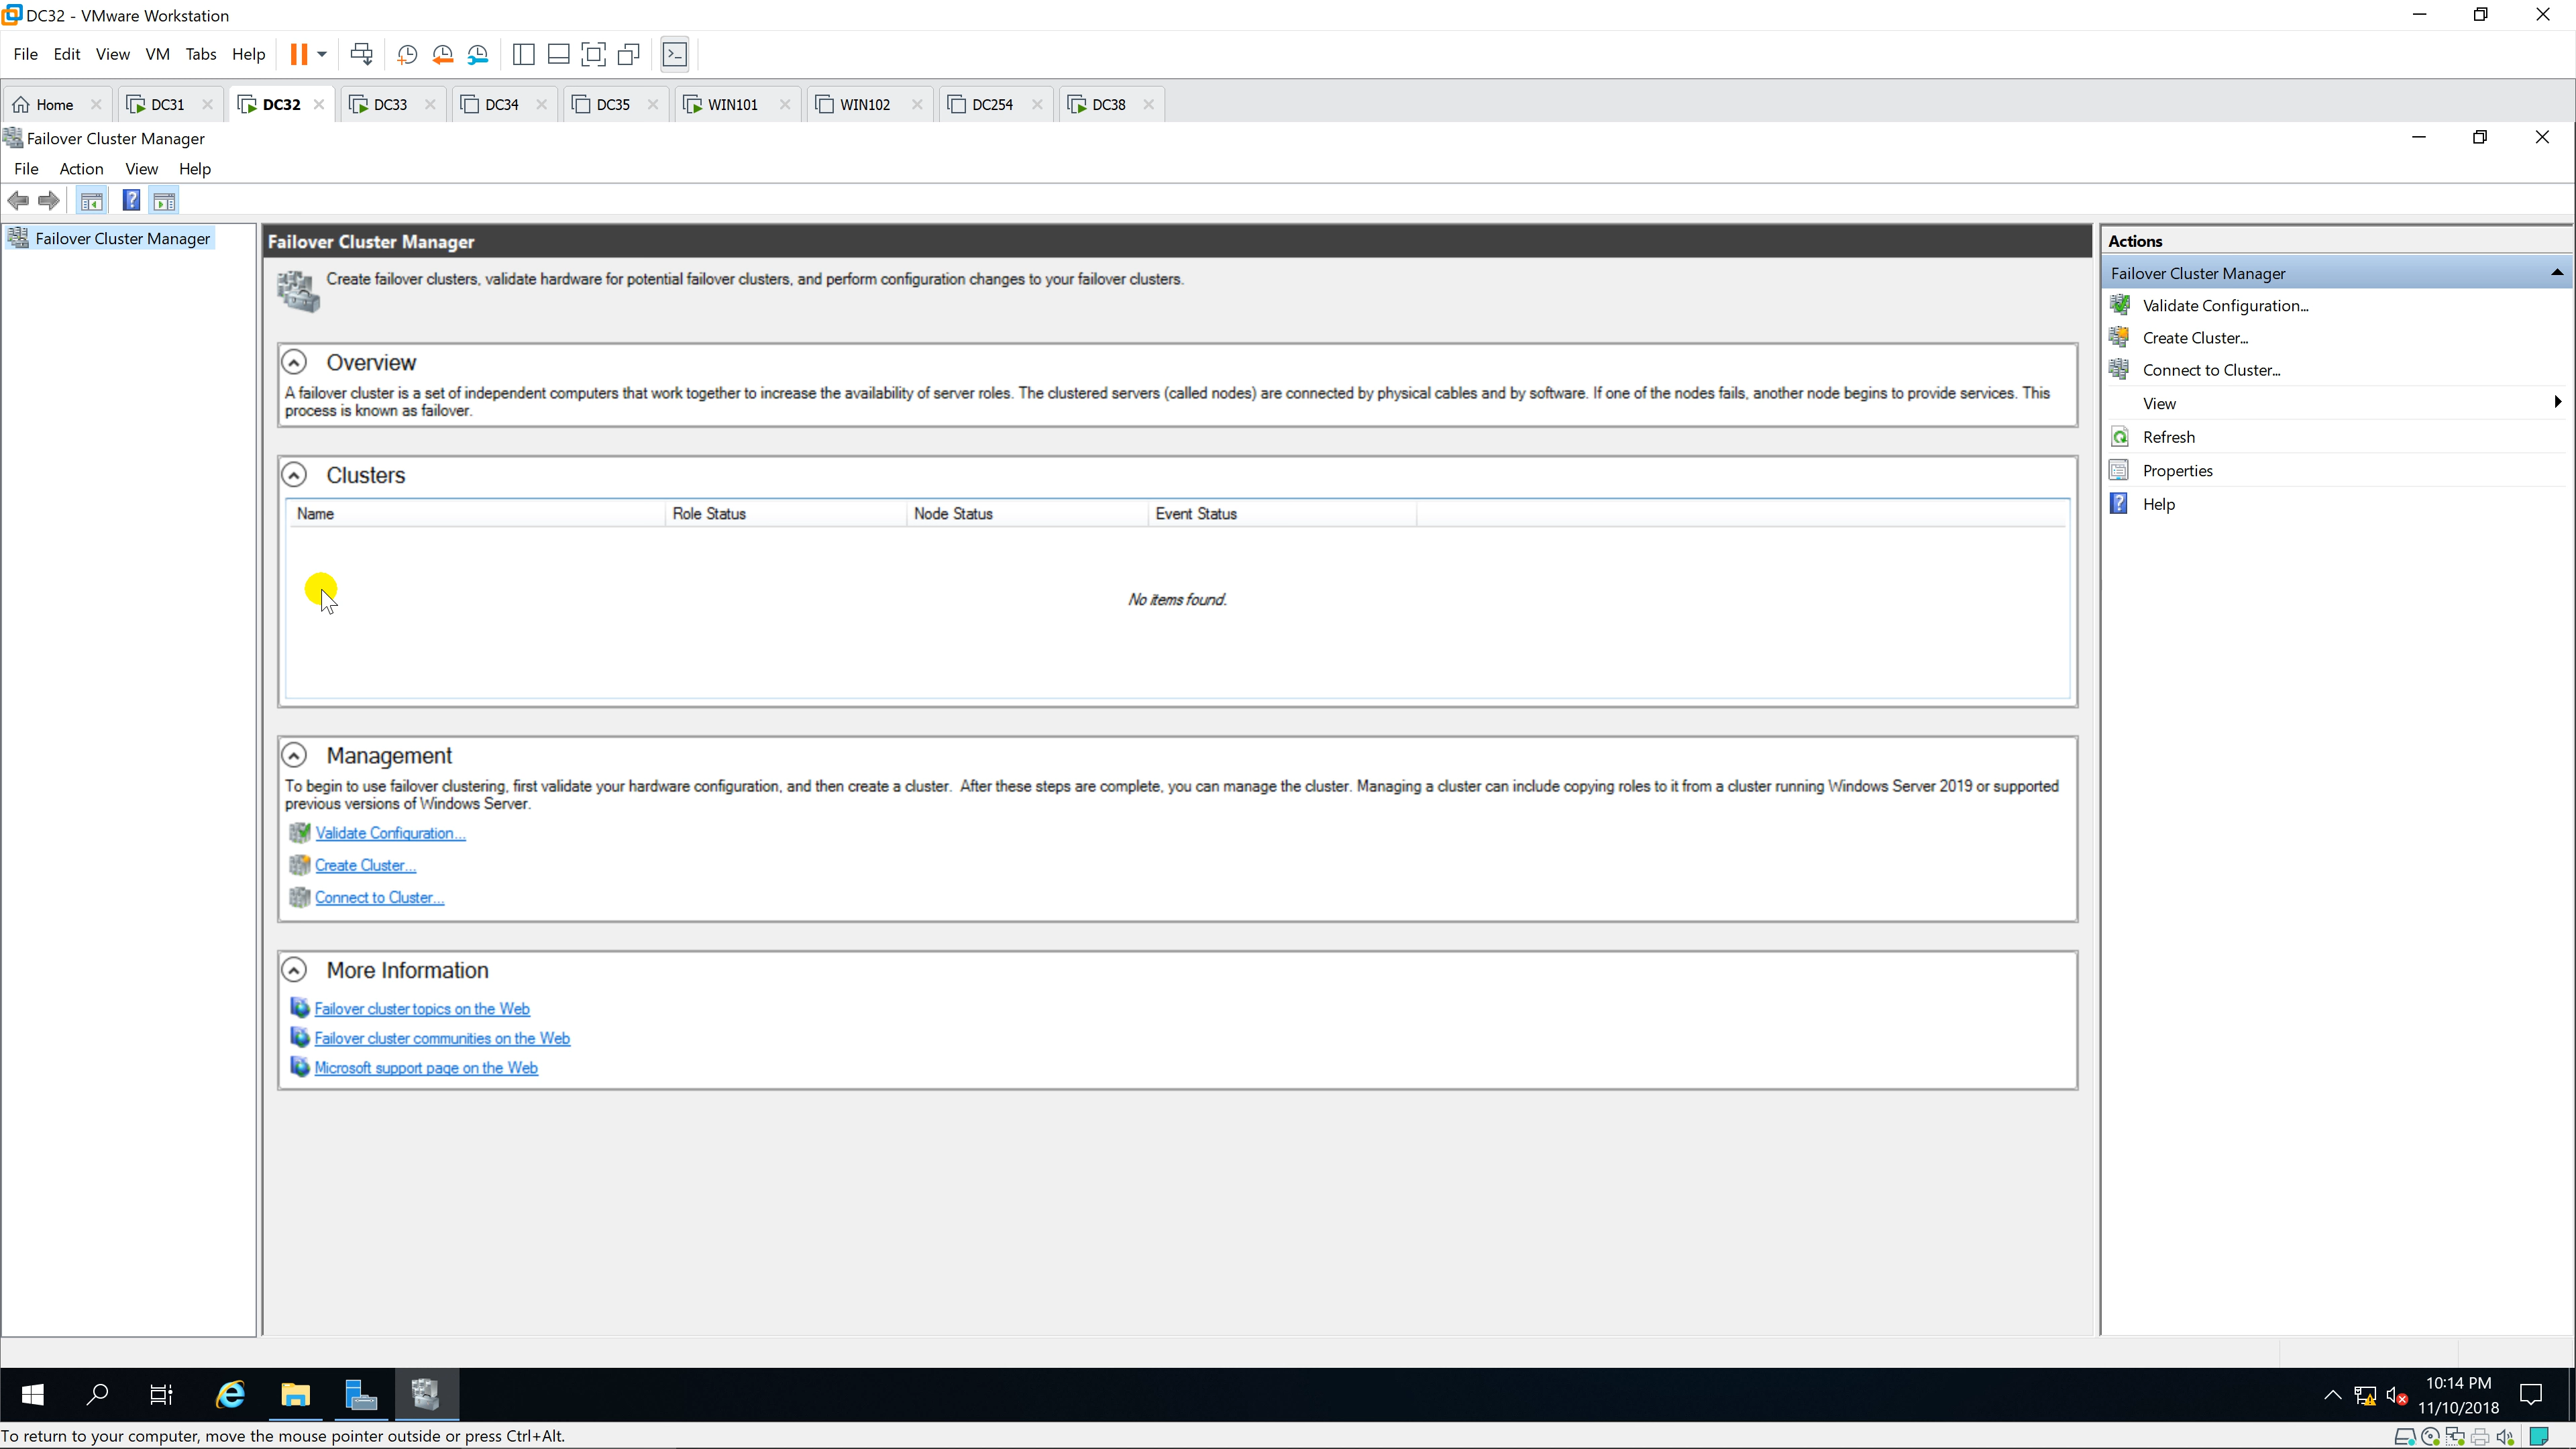 DC32 - VMware Workstation
File Edit View VM Tabs Help
Home DC31 DC32 DC33 DC34 DC35 WIN101 WIN102 DC254 DC38
Failover Cluster Manager
File Action View Help
Failover Cluster Manager
Failover Cluster Manager
Create failover clusters, validate hardware for potential failover clusters, and perform configuration changes to your failover clusters.
Overview
A failover cluster is a set of independent computers that work together to increase the availability of server roles. The clustered servers (called nodes) are connected by physical cables and by software. If one of the nodes fails, another node begins to provide services. This
process is known as failover.
Clusters
Name Role Status Node Status Event Status
No items found.
Management
To begin to use failover clustering, first validate your hardware configuration, and then create a cluster. After these steps are complete, you can manage the cluster. Managing a cluster can include copying roles to it from a cluster running Windows Server 2019 or supported
previous versions of Windows Server.
Validate Configuration...
Create Cluster...
Connect to Cluster...
More Information
Failover cluster topics on the Web
Failover cluster communities on the Web
Microsoft support page on the Web
Actions
Failover Cluster Manager
Validate Configuration...
Create Cluster...
Connect to Cluster...
View
Refresh
Properties
Help
10:14 PM
11/10/2018
To return to your computer, move the mouse pointer outside or press Ctrl+Alt.